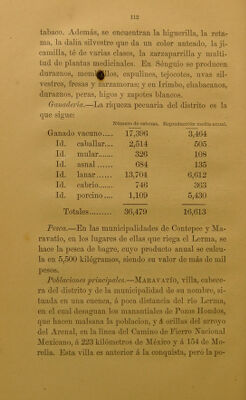 112
tabaco. Además, se encuentran la higuerilla, la reta-
ma, la dalia silvestre que da un color anteado, la ji-
camilla, té de varias clases, la zarzaparrilla y multi-
tud de plantas medicinales. En Sénguio se producen
duraznos, capulines, tejocotes, uvas sil-
vestres, fresas y zarzamoras; y en Irimbo, chabacanos,
duraznos, peras, higos y zapotes blancos.
Ganadería.—La riqueza pecuaria del distrito es la
que sigue:
Número de cabezas. Reproducción media anual.
Ganado vacuno.... 17,396 3,464
Id. caballar... 2,514 505
Id. mular...... 326 108
Id. asnal ...... 684 135
Id. lanar ...... 13,704 6,612
Id. cabrío...... 746 363
Id. porcino.... 1,109 5,430
Totales......... 36,479 16,613
Pesca.—En las municipalidades de Contepec y Ma-
ravatío, en los lugares de ellas que riega el Lerma, se
hace la pesca de bagre, cuyo producto anual se calcu-
la en 5,500 kilógramos, siendo su valor de más de mil
pesos.
Poblaciones principales.—MARAVATÍO, villa, cabece-
ra del distrito y de la municipalidad de su nombre, si-
tuada en una cuenca, á poca distancia del río Lerma,
en el cual desaguan los manantiales de Pozos Hondos,
que hacen malsana la poblacion, y á orillas del arroyo
del Arenal, en la línea del Camino de Fierro Nacional
Mexicano, á 223 kilómetros de México y á 154 de Mo-
relia. Esta villa es anterior á la conquista, peró la po-